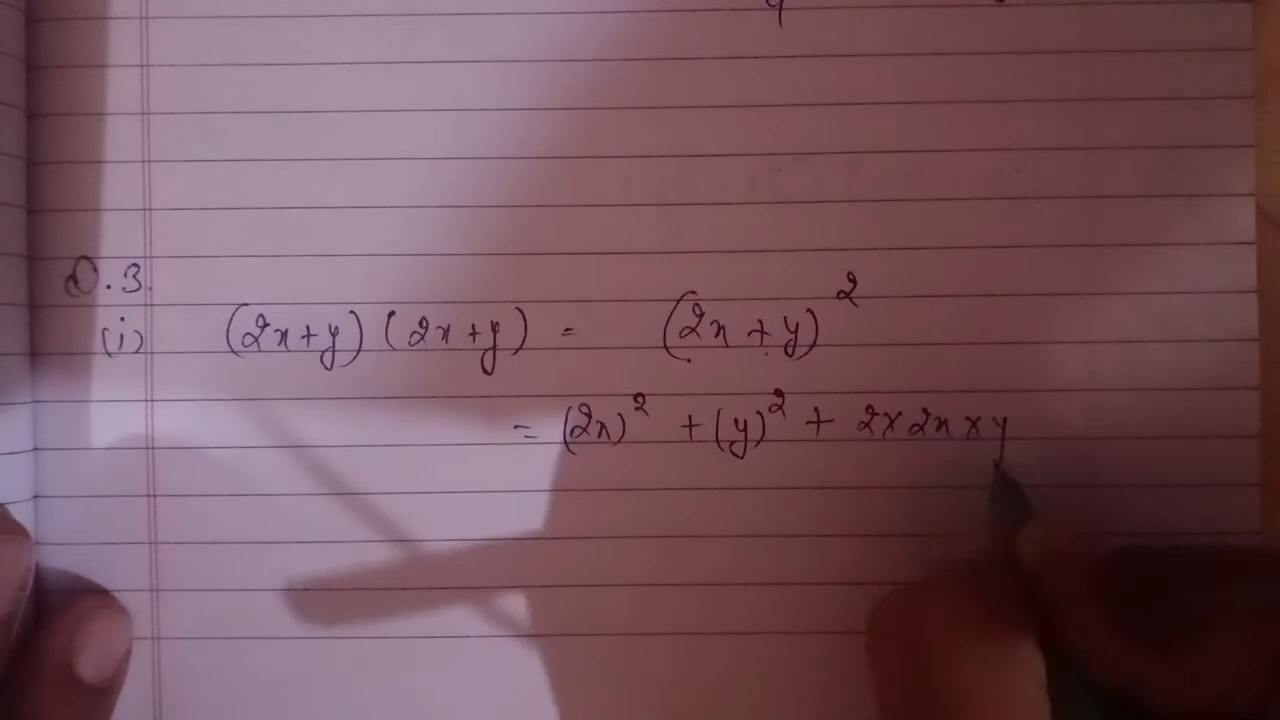 Q.3.
(i) (2x+y) (2x+y) = (2x+y)²
= (2x)² + (y)² + 2×2x×y